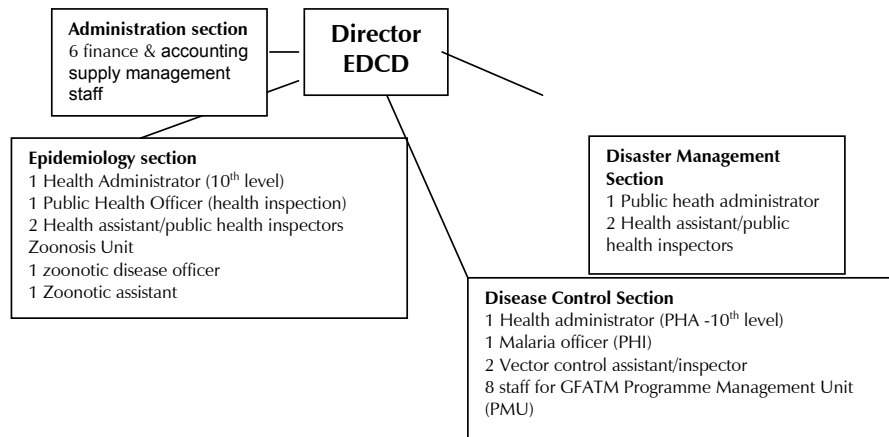 Administration section
6 finance & accounting
supply management
staff
Director
EDCD
Epidemiology section
1 Health Administrator (10th level)
1 Public Health Officer (health inspection)
2 Health assistant/public health inspectors
Zoonosis Unit
1 zoonotic disease officer
1 Zoonotic assistant
Disaster Management
Section
1 Public heath administrator
2 Health assistant/public
health inspectors
Disease Control Section
1 Health administrator (PHA -10th level)
1 Malaria officer (PHI)
2 Vector control assistant/inspector
8 staff for GFATM Programme Management Unit
(PMU)